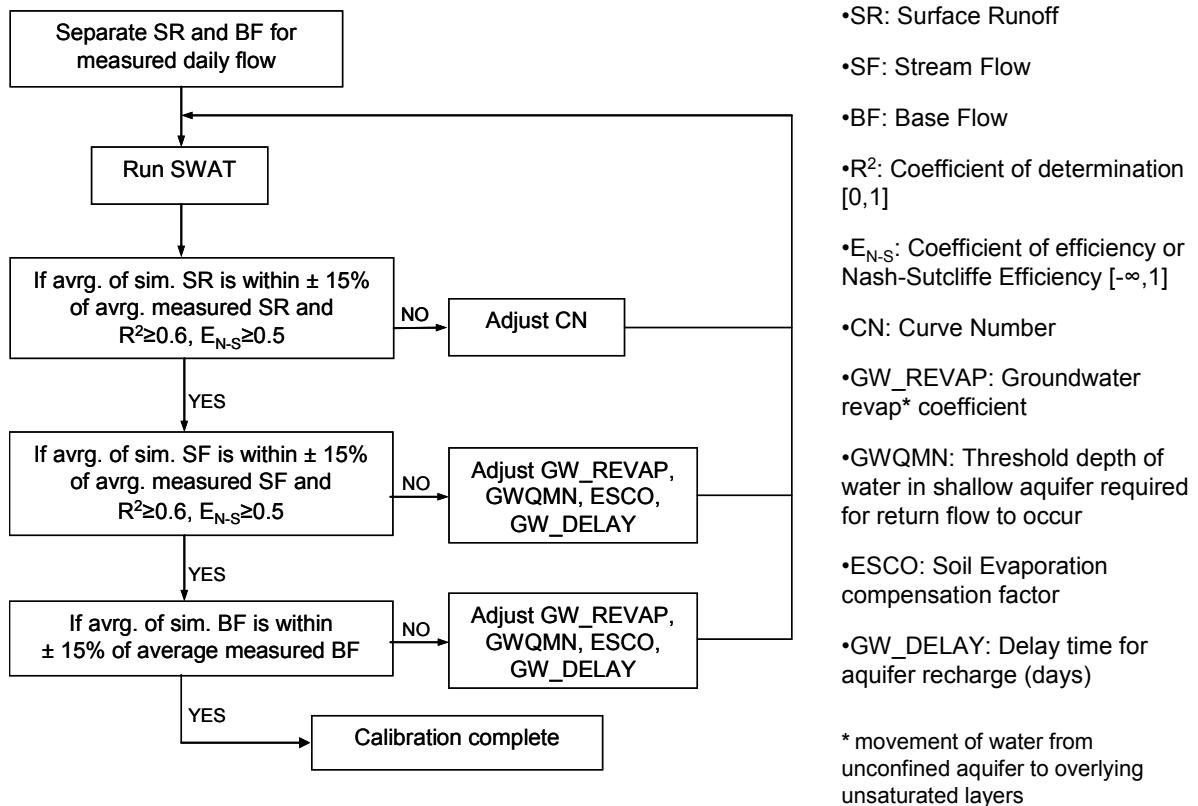 Separate SR and BF for
measured daily flow
Run SWAT
If avrg. of sim. SR is within ± 15%
of avrg. measured SR and
R²≥0.6, E_N-S≥0.5
NO
Adjust CN
YES
If avrg. of sim. SF is within ± 15%
of avrg. measured SF and
R²≥0.6, E_N-S≥0.5
NO
Adjust GW_REVAP,
GWQMN, ESCO,
GW_DELAY
YES
If avrg. of sim. BF is within
± 15% of average measured BF
NO
Adjust GW_REVAP,
GWQMN, ESCO,
GW_DELAY
YES
Calibration complete
•SR: Surface Runoff
•SF: Stream Flow
•BF: Base Flow
•R²: Coefficient of determination
[0,1]
•E_N-S: Coefficient of efficiency or
Nash-Sutcliffe Efficiency [-∞,1]
•CN: Curve Number
•GW_REVAP: Groundwater
revap* coefficient
•GWQMN: Threshold depth of
water in shallow aquifer required
for return flow to occur
•ESCO: Soil Evaporation
compensation factor
•GW_DELAY: Delay time for
aquifer recharge (days)
* movement of water from
unconfined aquifer to overlying
unsaturated layers